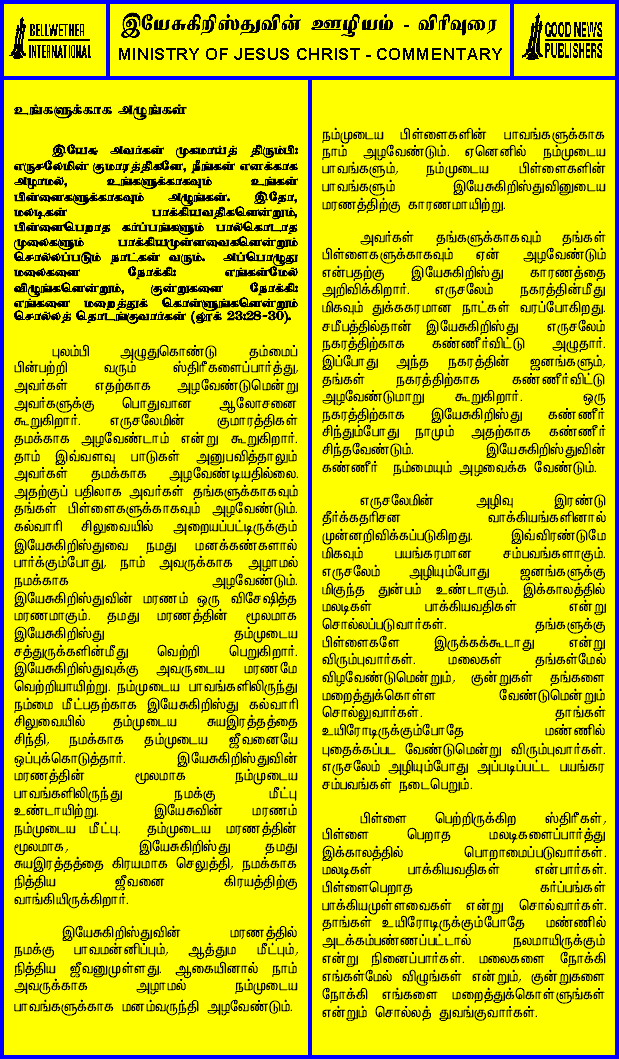 BELLWETHER
INTERNATIONAL
இயேசுகிறிஸ்துவின் ஊழியம் - விரிவுரை
MINISTRY OF JESUS CHRIST - COMMENTARY
GOOD NEWS
PUBLISHERS
உங்களுக்காக அழுங்கள்
இயேசு அவர்கள் முகமாய்த் திரும்பி:
எருசலேமின் குமாரத்திகளே, நீங்கள் எனக்காக
அழாமல், உங்களுக்காகவும் உங்கள்
பிள்ளைகளுக்காகவும் அழுங்கள். இதோ,
மலடிகள் பாக்கியவதிகளென்றும்,
பிள்ளைபெறாத கர்ப்பங்களும் பால்கொடாத
முலைகளும் பாக்கியமுள்ளவைகளென்றும்
சொல்லப்படும் நாட்கள் வரும். அப்பொழுது
மலைகளை நோக்கி: எங்கள்மேல்
விழுங்களென்றும், குன்றுகளை நோக்கி:
எங்களை மறைத்துக் கொள்ளுங்களென்றும்
சொல்லத் தொடங்குவார்கள் (லூக் 23:28-30).
புலம்பி அழுதுகொண்டு தம்மைப்
பின்பற்றி வரும் ஸ்திரீகளைப்பார்த்து,
அவர்கள் எதற்காக அழவேண்டுமென்று
அவர்களுக்கு பொதுவான ஆலோசனை
கூறுகிறார். எருசலேமின் குமாரத்திகள்
தமக்காக அழவேண்டாம் என்று கூறுகிறார்.
தாம் இவ்வளவு பாடுகள் அனுபவித்தாலும்
அவர்கள் தமக்காக அழவேண்டியதில்லை.
அதற்குப் பதிலாக அவர்கள் தங்களுக்காகவும்
தங்கள் பிள்ளைகளுக்காகவும் அழவேண்டும்.
கல்வாரி சிலுவையில் அறையப்பட்டிருக்கும்
இயேசுகிறிஸ்துவை நமது மனக்கண்களால்
பார்க்கும்போது, நாம் அவருக்காக அழாமல்
நமக்காக அழவேண்டும்.
இயேசுகிறிஸ்துவின் மரணம் ஒரு விசேஷித்த
மரணமாகும். தமது மரணத்தின் மூலமாக
இயேசுகிறிஸ்து தம்முடைய
சத்துருக்களின்மீது வெற்றி பெறுகிறார்.
இயேசுகிறிஸ்துவுக்கு அவருடைய மரணமே
வெற்றியாயிற்று. நம்முடைய பாவங்களிலிருந்து
நம்மை மீட்பதற்காக இயேசுகிறிஸ்து கல்வாரி
சிலுவையில் தம்முடைய சுயஇரத்தத்தை
சிந்தி, நமக்காக தம்முடைய ஜீவனையே
ஒப்புக்கொடுத்தார். இயேசுகிறிஸ்துவின்
மரணத்தின் மூலமாக நம்முடைய
பாவங்களிலிருந்து நமக்கு மீட்பு
உண்டாயிற்று. இயேசுவின் மரணம்
நம்முடைய மீட்பு. தம்முடைய மரணத்தின்
மூலமாக, இயேசுகிறிஸ்து தமது
சுயஇரத்தத்தை கிரயமாக செலுத்தி, நமக்காக
நித்திய ஜீவனை கிரயத்திற்கு
வாங்கியிருக்கிறார்.
இயேசுகிறிஸ்துவின் மரணத்தில்
நமக்கு பாவமன்னிப்பும், ஆத்தும மீட்பும்,
நித்திய ஜீவனுமுள்ளது. ஆகையினால் நாம்
அவருக்காக அழாமல் நம்முடைய
பாவங்களுக்காக மனம்வருந்தி அழவேண்டும்.
நம்முடைய பிள்ளைகளின் பாவங்களுக்காக
நாம் அழவேண்டும். ஏனெனில் நம்முடைய
பாவங்களும், நம்முடைய பிள்ளைகளின்
பாவங்களும் இயேசுகிறிஸ்துவினுடைய
மரணத்திற்கு காரணமாயிற்று.
அவர்கள் தங்களுக்காகவும் தங்கள்
பிள்ளைகளுக்காகவும் ஏன் அழவேண்டும்
என்பதற்கு இயேசுகிறிஸ்து காரணத்தை
அறிவிக்கிறார். எருசலேம் நகரத்தின்மீது
மிகவும் துக்ககரமான நாட்கள் வரப்போகிறது.
சமீபத்தில்தான் இயேசுகிறிஸ்து எருசலேம்
நகரத்திற்காக கண்ணீர்விட்டு அழுதார்.
இப்போது அந்த நகரத்தின் ஜனங்களும்,
தங்கள் நகரத்திற்காக கண்ணீர்விட்டு
அழவேண்டுமாறு கூறுகிறார். ஒரு
நகரத்திற்காக இயேசுகிறிஸ்து கண்ணீர்
சிந்தும்போது நாமும் அதற்காக கண்ணீர்
சிந்தவேண்டும். இயேசுகிறிஸ்துவின்
கண்ணீர் நம்மையும் அழவைக்க வேண்டும்.
எருசலேமின் அழிவு இரண்டு
தீர்க்கதரிசன வாக்கியங்களினால்
முன்னறிவிக்கப்படுகிறது. இவ்விரண்டுமே
மிகவும் பயங்கரமான சம்பவங்களாகும்.
எருசலேம் அழியும்போது ஜனங்களுக்கு
மிகுந்த துன்பம் உண்டாகும். இக்காலத்தில்
மலடிகள் பாக்கியவதிகள் என்று
சொல்லப்படுவார்கள். தங்களுக்கு
பிள்ளைகளே இருக்கக்கூடாது என்று
விரும்புவார்கள். மலைகள் தங்கள்மேல்
விழவேண்டுமென்றும், குன்றுகள் தங்களை
மறைத்துக்கொள்ள வேண்டுமென்றும்
சொல்லுவார்கள். தாங்கள்
உயிரோடிருக்கும்போதே மண்ணில்
புதைக்கப்பட வேண்டுமென்று விரும்புவார்கள்.
எருசலேம் அழியும்போது அப்படிப்பட்ட பயங்கர
சம்பவங்கள் நடைபெறும்.
பிள்ளை பெற்றிருக்கிற ஸ்திரீகள்,
பிள்ளை பெறாத மலடிகளைப்பார்த்து
இக்காலத்தில் பொறாமைப்படுவார்கள்.
மலடிகள் பாக்கியவதிகள் என்பார்கள்.
பிள்ளைபெறாத கர்ப்பங்கள்
பாக்கியமுள்ளவைகள் என்று சொல்வார்கள்.
தாங்கள் உயிரோடிருக்கும்போதே மண்ணில்
அடக்கம்பண்ணப்பட்டால் நலமாயிருக்கும்
என்று நினைப்பார்கள். மலைகளை நோக்கி
எங்கள்மேல் விழுங்கள் என்றும், குன்றுகளை
நோக்கி எங்களை மறைத்துக்கொள்ளுங்கள்
என்றும் சொல்லத் துவங்குவார்கள்.